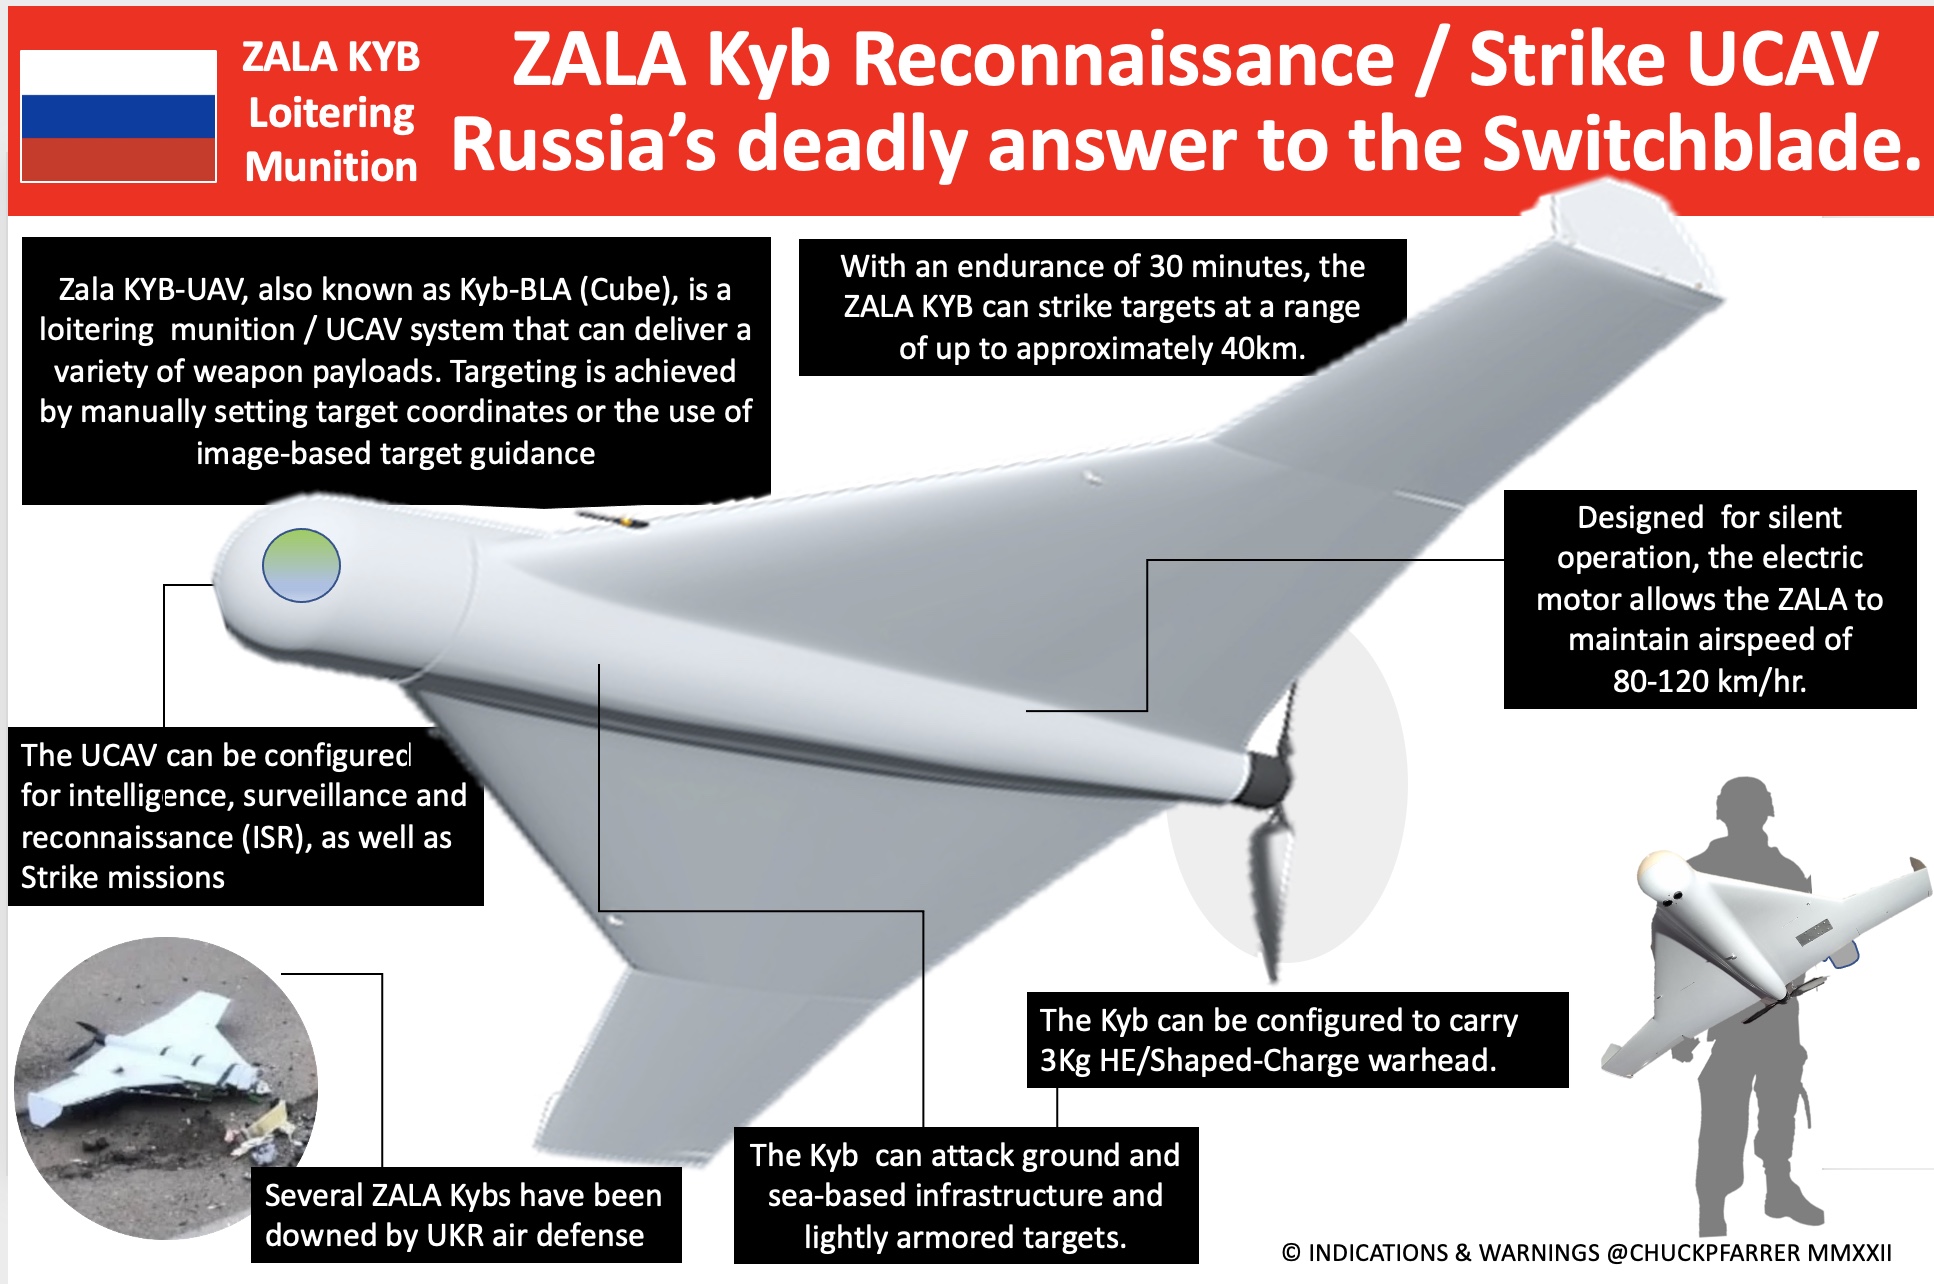 ZALA KYB
Loitering
Munition
ZALA Kyb Reconnaissance / Strike UCAV
Russia's deadly answer to the Switchblade.
Zala KYB-UAV, also known as Kyb-BLA (Cube), is a
loitering munition / UCAV system that can deliver a
variety of weapon payloads. Targeting is achieved
by manually setting target coordinates or the use of
image-based target guidance
With an endurance of 30 minutes, the
ZALA KYB can strike targets at a range
of up to approximately 40km.
Designed for silent
operation, the electric
motor allows the ZALA to
maintain airspeed of
80-120 km/hr.
The UCAV can be configured
for intelligence, surveillance and
reconnaissance (ISR), as well as
Strike missions
The Kyb can be configured to carry
3Kg HE/Shaped-Charge warhead.
The Kyb can attack ground and
sea-based infrastructure and
lightly armored targets.
Several ZALA Kybs have been
downed by UKR air defense
© INDICATIONS & WARNINGS @CHUCKPFARRER MMXXII